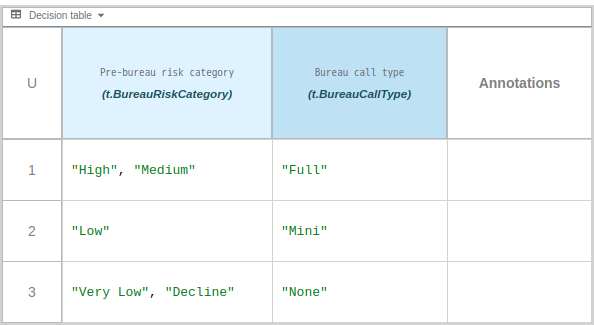 Decision table
U
Pre-bureau risk category
(t.BureauRiskCategory)
Bureau call type
(t.BureauCallType)
Annotations
1
"High", "Medium"
"Full"
2
"Low"
"Mini"
3
"Very Low", "Decline"
"None"